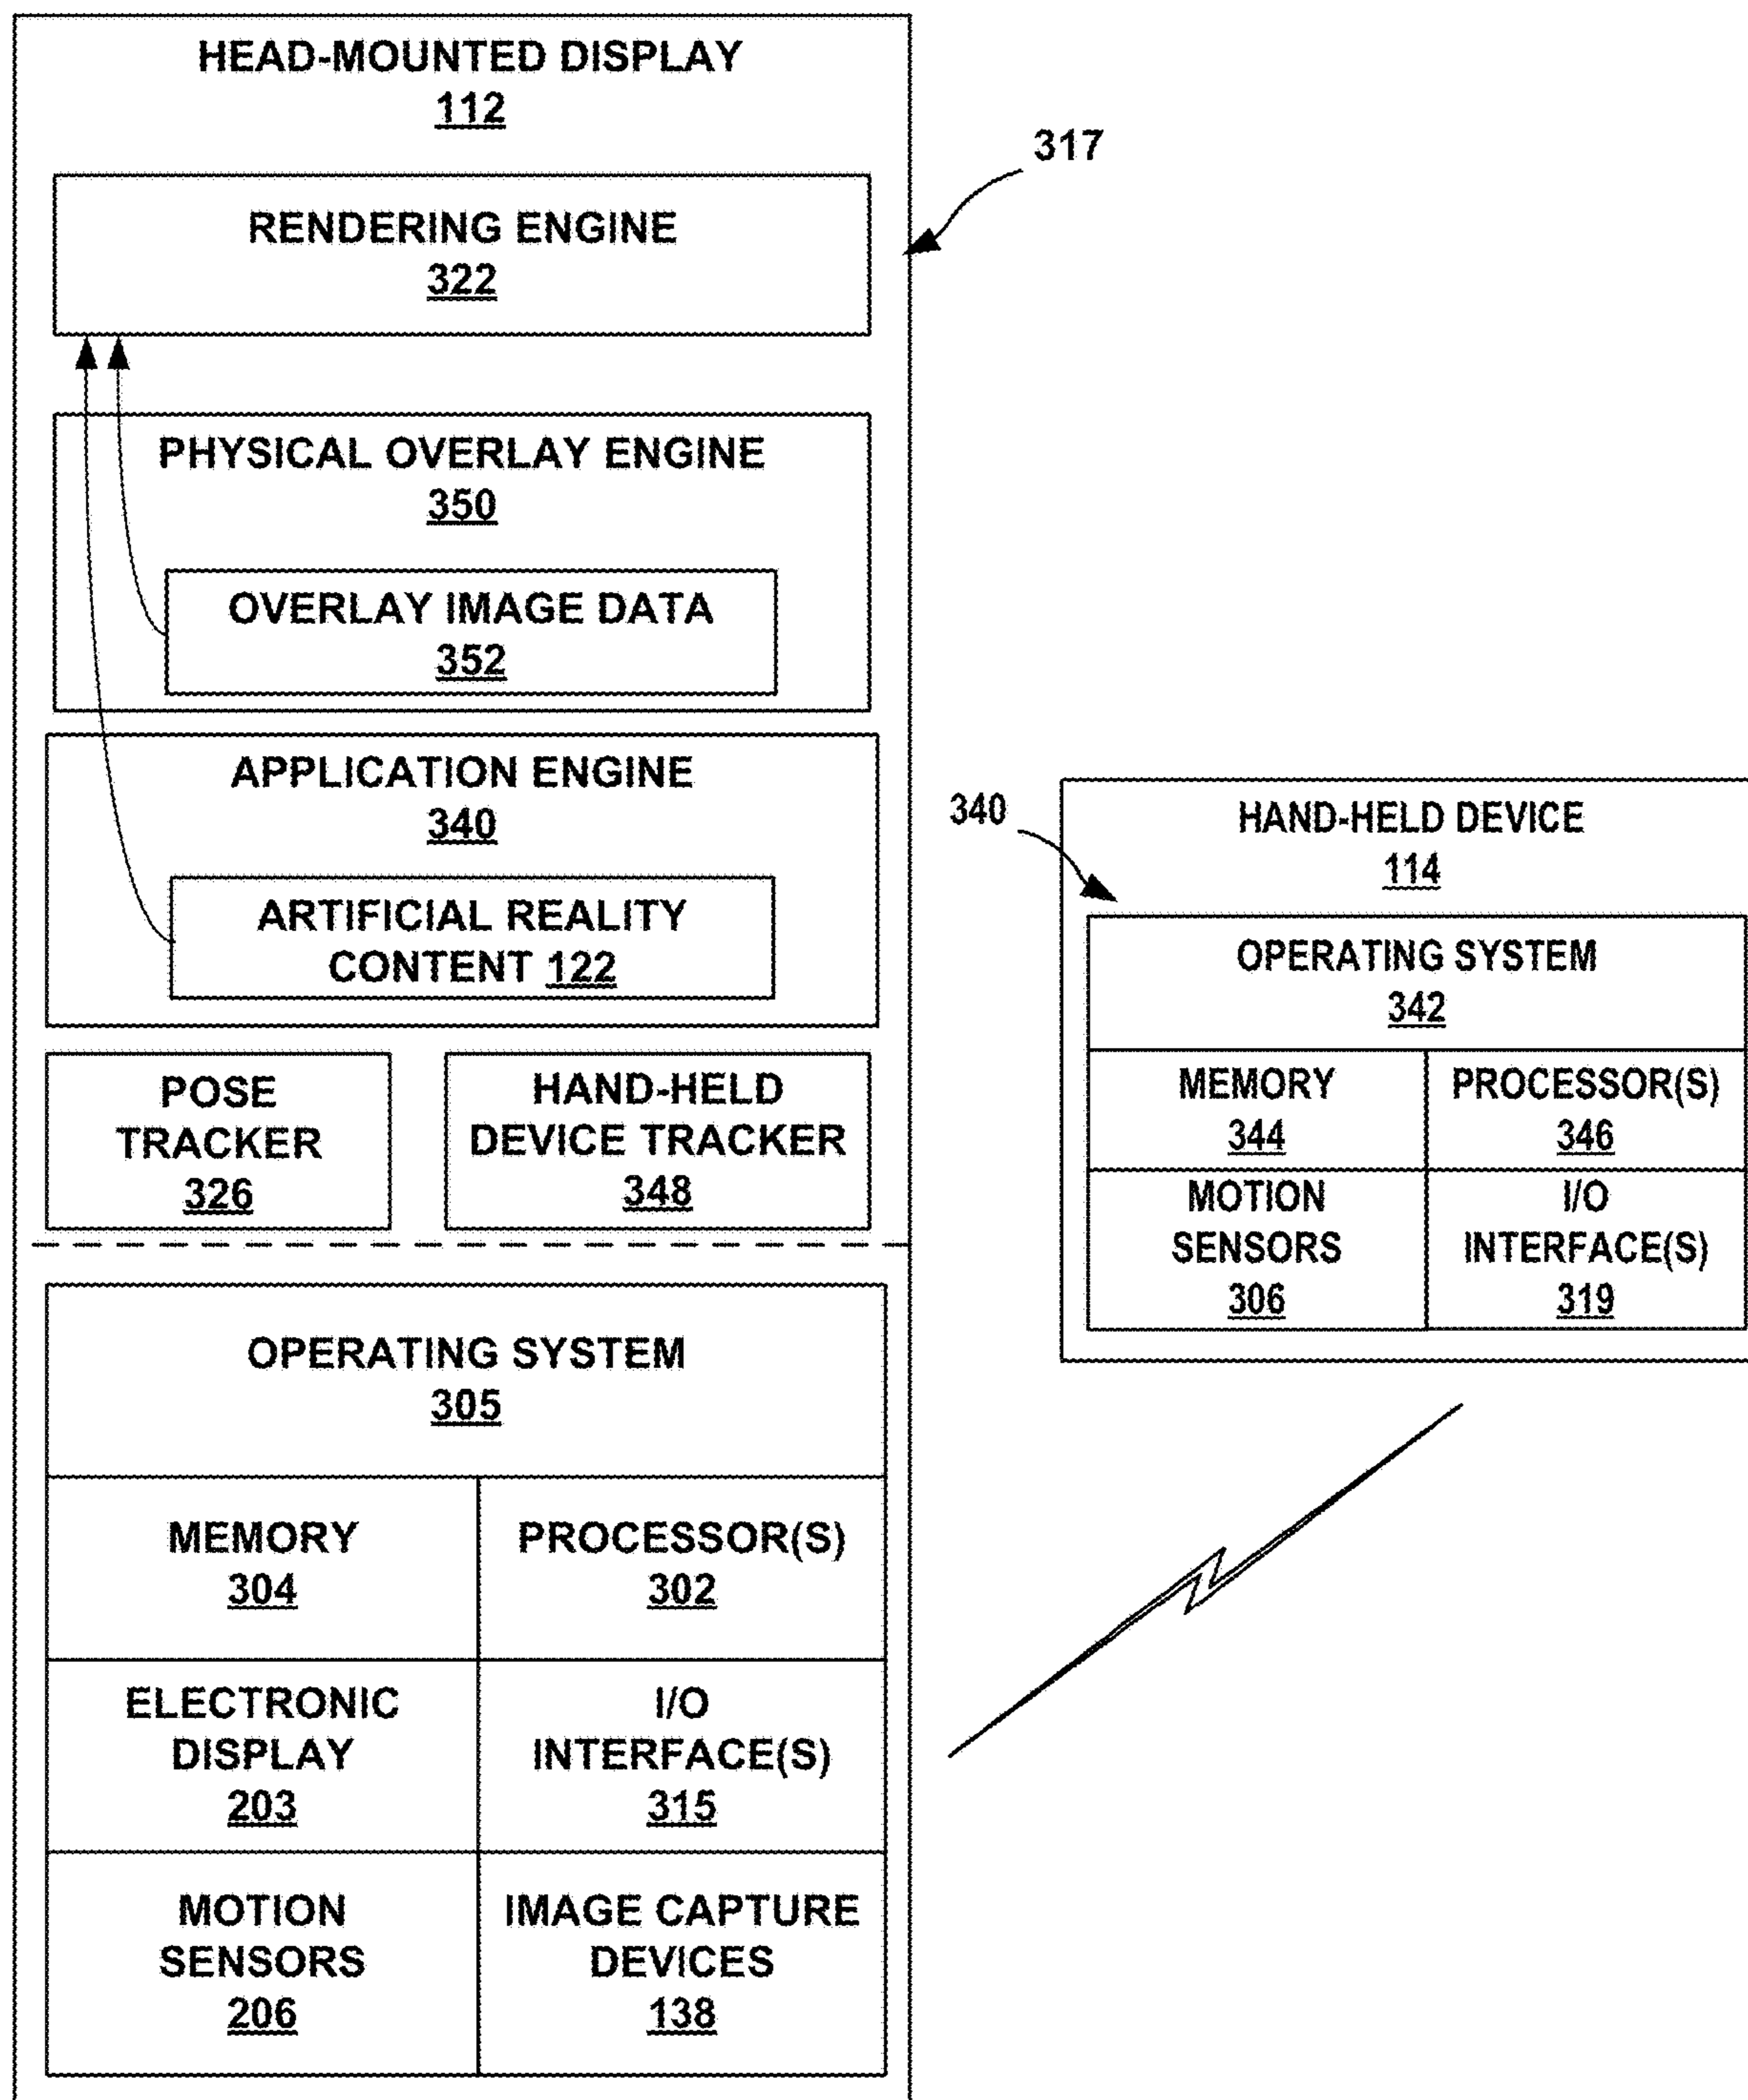 HEAD-MOUNTED DISPLAY
112
317
RENDERING ENGINE
322
PHYSICAL OVERLAY ENGINE
350
OVERLAY IMAGE DATA
352
APPLICATION ENGINE
340
ARTIFICIAL REALITY
CONTENT 122
POSE
TRACKER
326
HAND-HELD
DEVICE TRACKER
348
OPERATING SYSTEM
305
MEMORY
304
PROCESSOR(S)
302
ELECTRONIC
DISPLAY
203
I/O
INTERFACE(S)
315
MOTION
SENSORS
206
IMAGE CAPTURE
DEVICES
138
340
HAND-HELD DEVICE
114
OPERATING SYSTEM
342
MEMORY
344
PROCESSOR(S)
346
MOTION
SENSORS
306
I/O
INTERFACE(S)
319